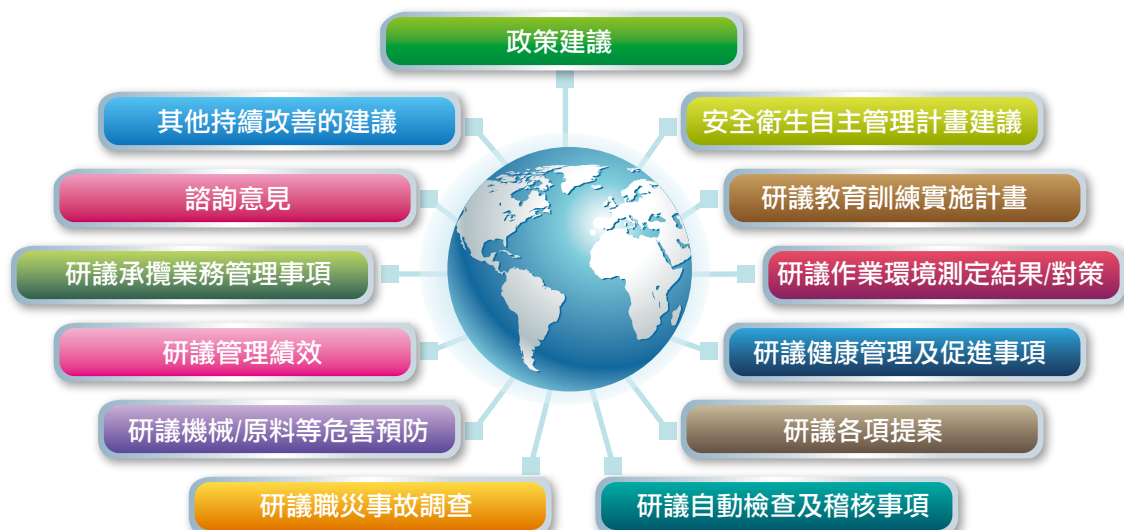 政策建議
其他持續改善的建議
安全衛生自主管理計畫建議
諮詢意見
研議教育訓練實施計畫
研議承攬業務管理事項
研議作業環境測定結果/對策
研議管理績效
研議健康管理及促進事項
研議機械/原料等危害預防
研議各項提案
研議職災事故調查
研議自動檢查及稽核事項